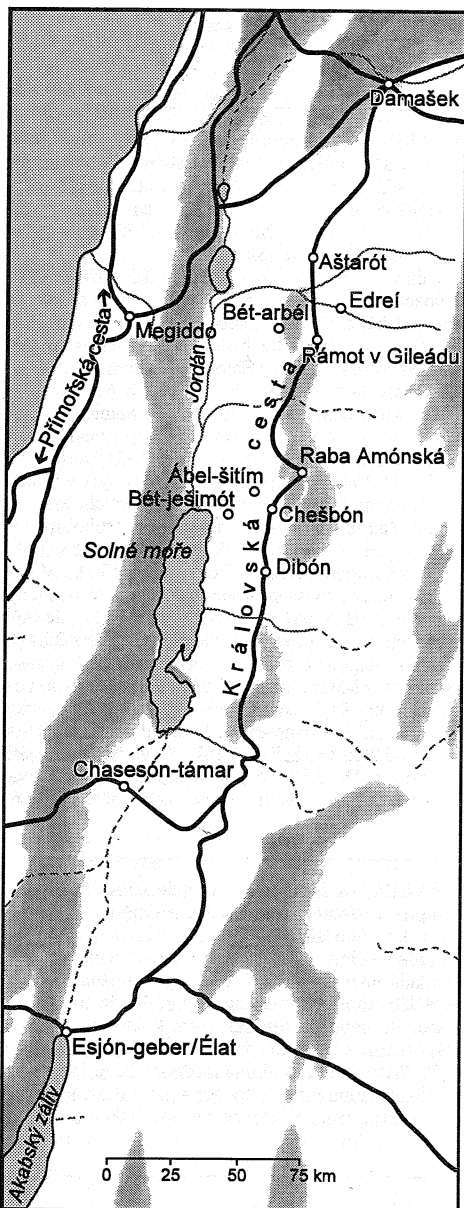 Damašek
Aštarót
Edreí
Bét-arbél
Megiddo
Rámot v Gileádu
←Přímořská cesta→
Jordán
Královská cesta
Raba Amónská
Ábel-šitím
Bét-ješimót
Chešbón
Solné moře
Dibón
Chasesón-támar
Esjón-geber/Élat
Akabský záliv
0 25 50 75 km